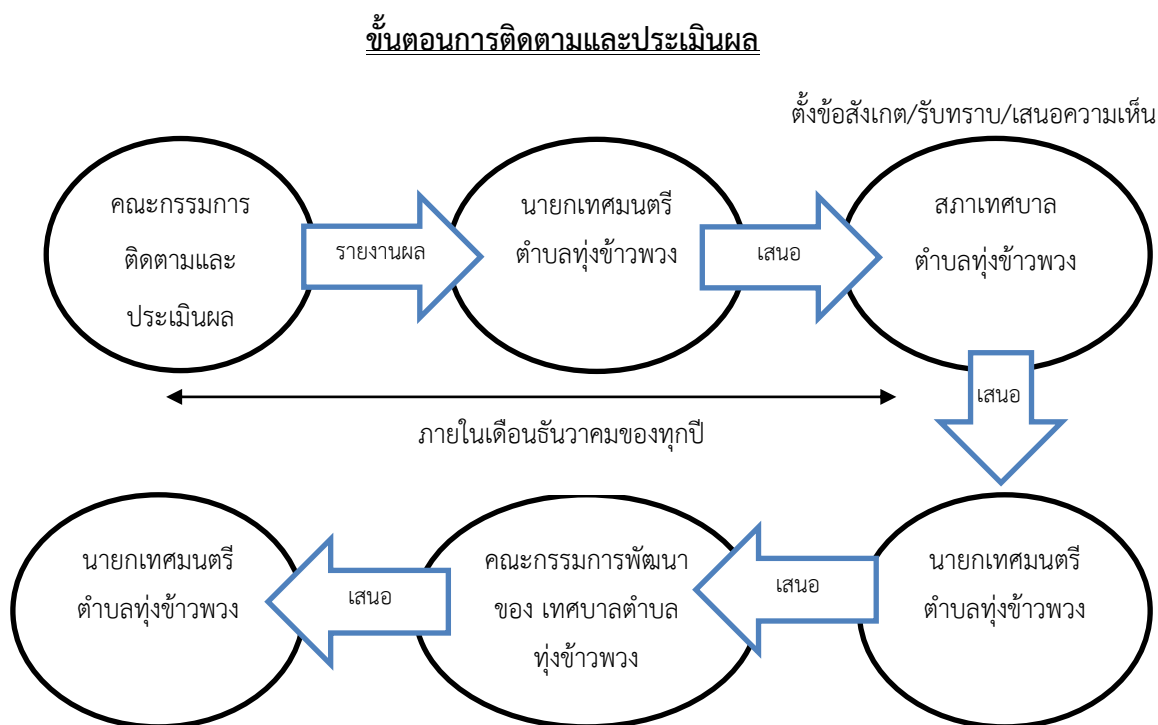 ขั้นตอนการติดตามและประเมินผล
ตั้งข้อสังเกต/รับทราบ/เสนอความเห็น
คณะกรรมการ
ติดตามและ
ประเมินผล
รายงานผล
นายกเทศมนตรี
ตำบลทุ่งข้าวพวง
เสนอ
สภาเทศบาล
ตำบลทุ่งข้าวพวง
เสนอ
ภายในเดือนธันวาคมของทุกปี
นายกเทศมนตรี
ตำบลทุ่งข้าวพวง
เสนอ
คณะกรรมการพัฒนา
ของ เทศบาลตำบล
ทุ่งข้าวพวง
เสนอ
นายกเทศมนตรี
ตำบลทุ่งข้าวพวง